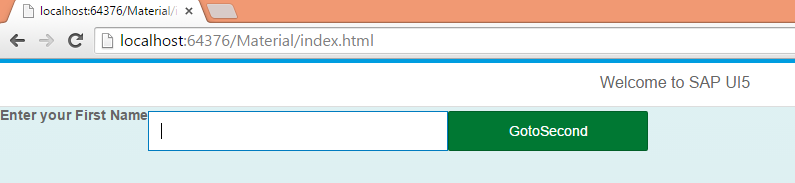 localhost:64376/Material/i
localhost:64376/Material/index.html
Welcome to SAP UI5
Enter your First Name
GotoSecond